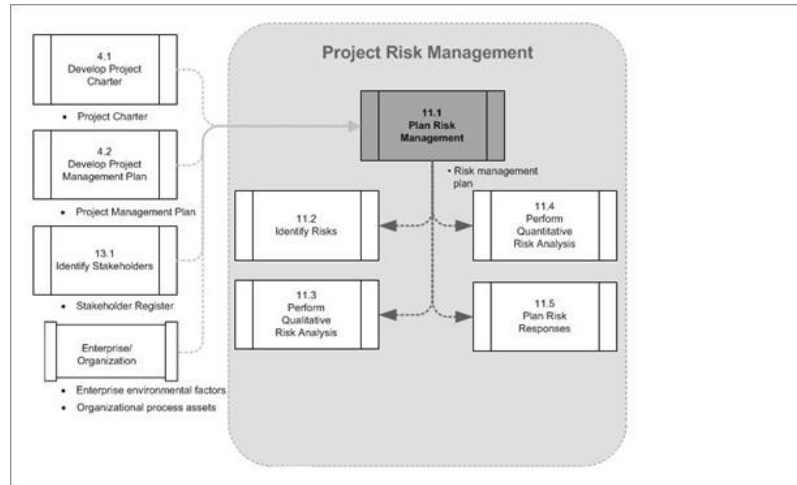 4.1
Develop Project
Charter
• Project Charter
4.2
Develop Project
Management Plan
• Project Management Plan
13.1
Identify Stakeholders
• Stakeholder Register
Enterprise/
Organization
• Enterprise environmental factors
• Organizational process assets
Project Risk Management
11.1
Plan Risk
Management
• Risk management
plan
11.2
Identify Risks
11.4
Perform
Quantitative
Risk Analysis
11.3
Perform
Qualitative
Risk Analysis
11.5
Plan Risk
Responses